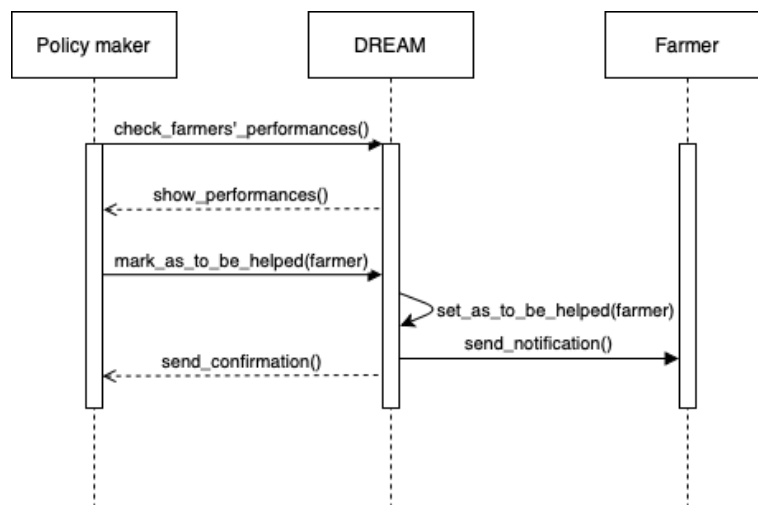 Policy maker
DREAM
Farmer
check_farmers'_performances()
show_performances()
mark_as_to_be_helped(farmer)
set_as_to_be_helped(farmer)
send_notification()
send_confirmation()